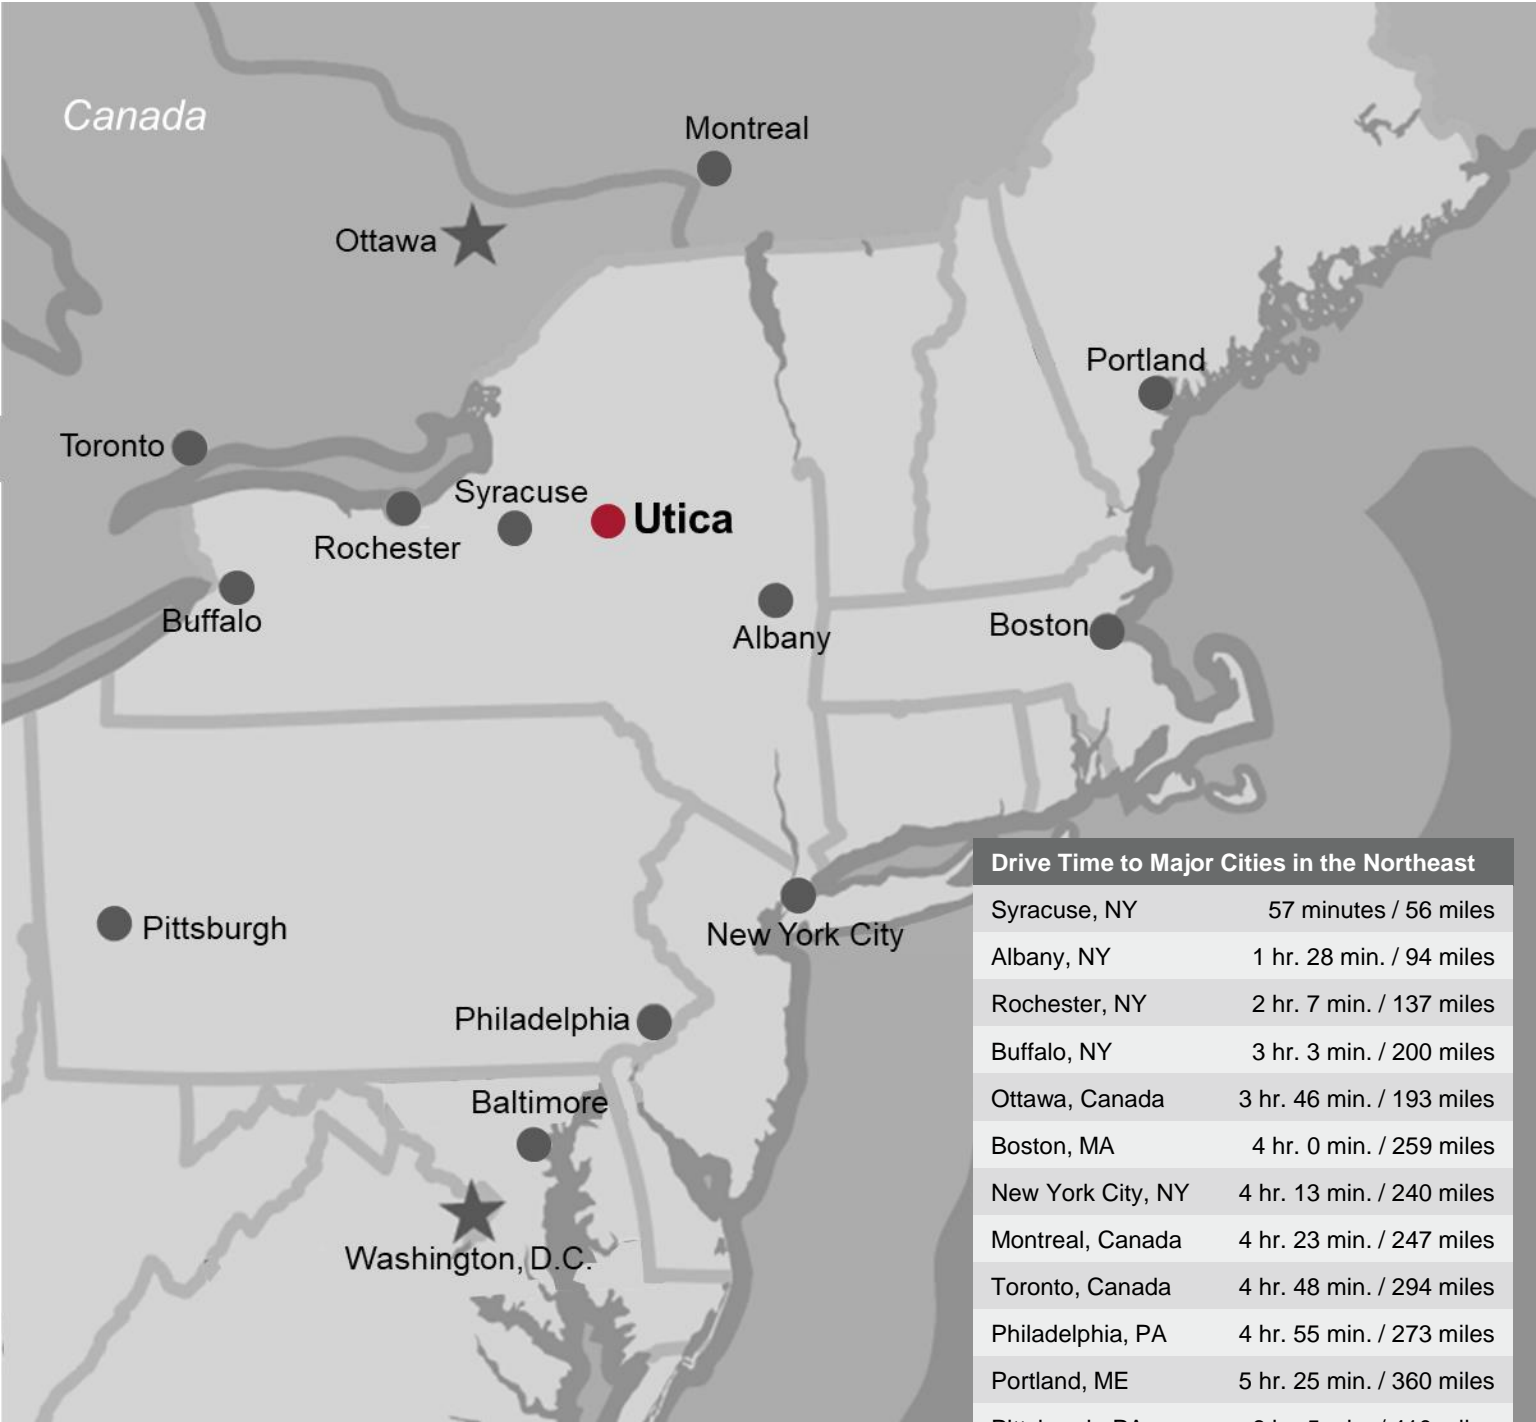 Canada
Montreal
Ottawa
Portland
Toronto
Syracuse
Utica
Rochester
Buffalo
Albany
Boston
Pittsburgh
New York City
Philadelphia
Baltimore
Washington, D.C.
Drive Time to Major Cities in the Northeast
Syracuse, NY 57 minutes / 56 miles
Albany, NY 1 hr. 28 min. / 94 miles
Rochester, NY 2 hr. 7 min. / 137 miles
Buffalo, NY 3 hr. 3 min. / 200 miles
Ottawa, Canada 3 hr. 46 min. / 193 miles
Boston, MA 4 hr. 0 min. / 259 miles
New York City, NY 4 hr. 13 min. / 240 miles
Montreal, Canada 4 hr. 23 min. / 247 miles
Toronto, Canada 4 hr. 48 min. / 294 miles
Philadelphia, PA 4 hr. 55 min. / 273 miles
Portland, ME 5 hr. 25 min. / 360 miles